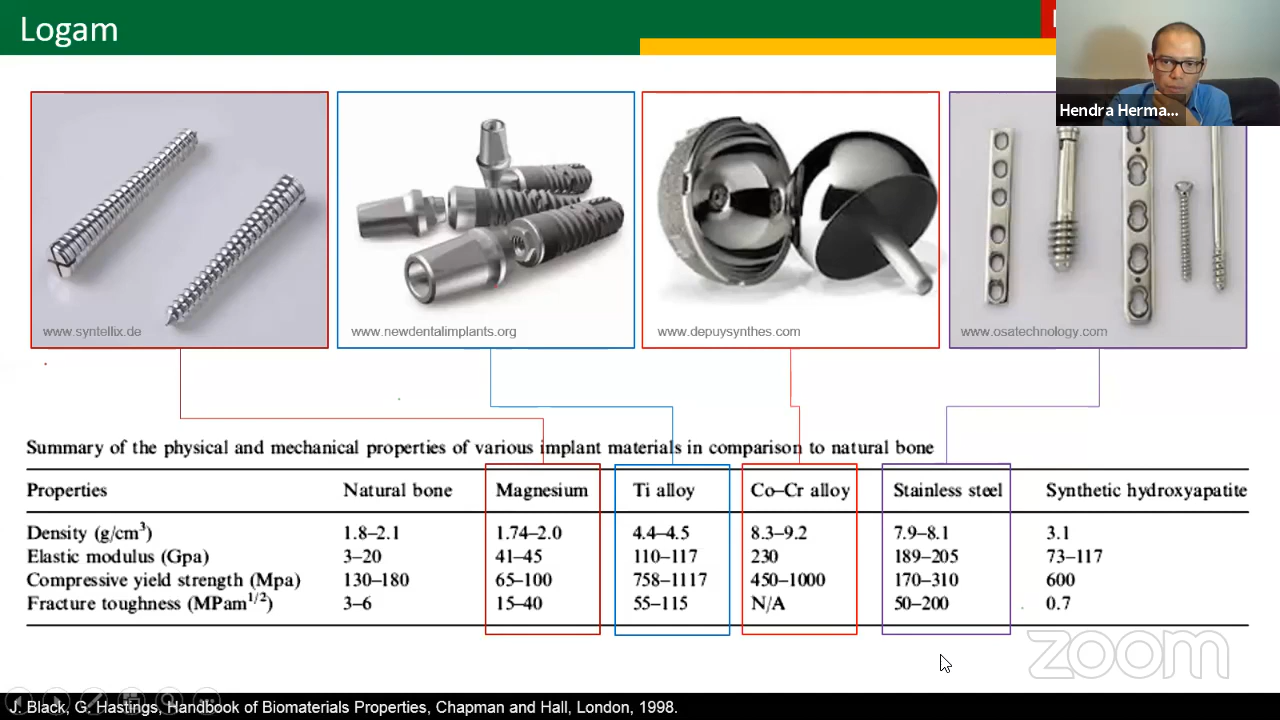 Logam
Hendra Herma...
www.syntellix.de
www.newdentalimplants.org
www.depuysynthes.com
www.osatechnology.com
Summary of the physical and mechanical properties of various implant materials in comparison to natural bone
Properties Natural bone Magnesium Ti alloy Co–Cr alloy Stainless steel Synthetic hydroxyapatite
Density (g/cm³) 1.8–2.1 1.74–2.0 4.4–4.5 8.3–9.2 7.9–8.1 3.1
Elastic modulus (Gpa) 3–20 41–45 110–117 230 189–205 73–117
Compressive yield strength (Mpa) 130–180 65–100 758–1117 450–1000 170–310 600
Fracture toughness (MPam^1/2) 3–6 15–40 55–115 N/A 50–200 0.7
zoom
J. Black, G. Hastings, Handbook of Biomaterials Properties, Chapman and Hall, London, 1998.